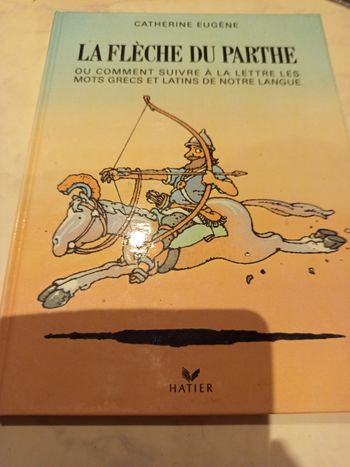 CATHERINE EUGÈNE
LA FLÈCHE DU PARTHE
OU COMMENT SUIVRE À LA LETTRE LES
MOTS GRECS ET LATINS DE NOTRE LANGUE
HATIER